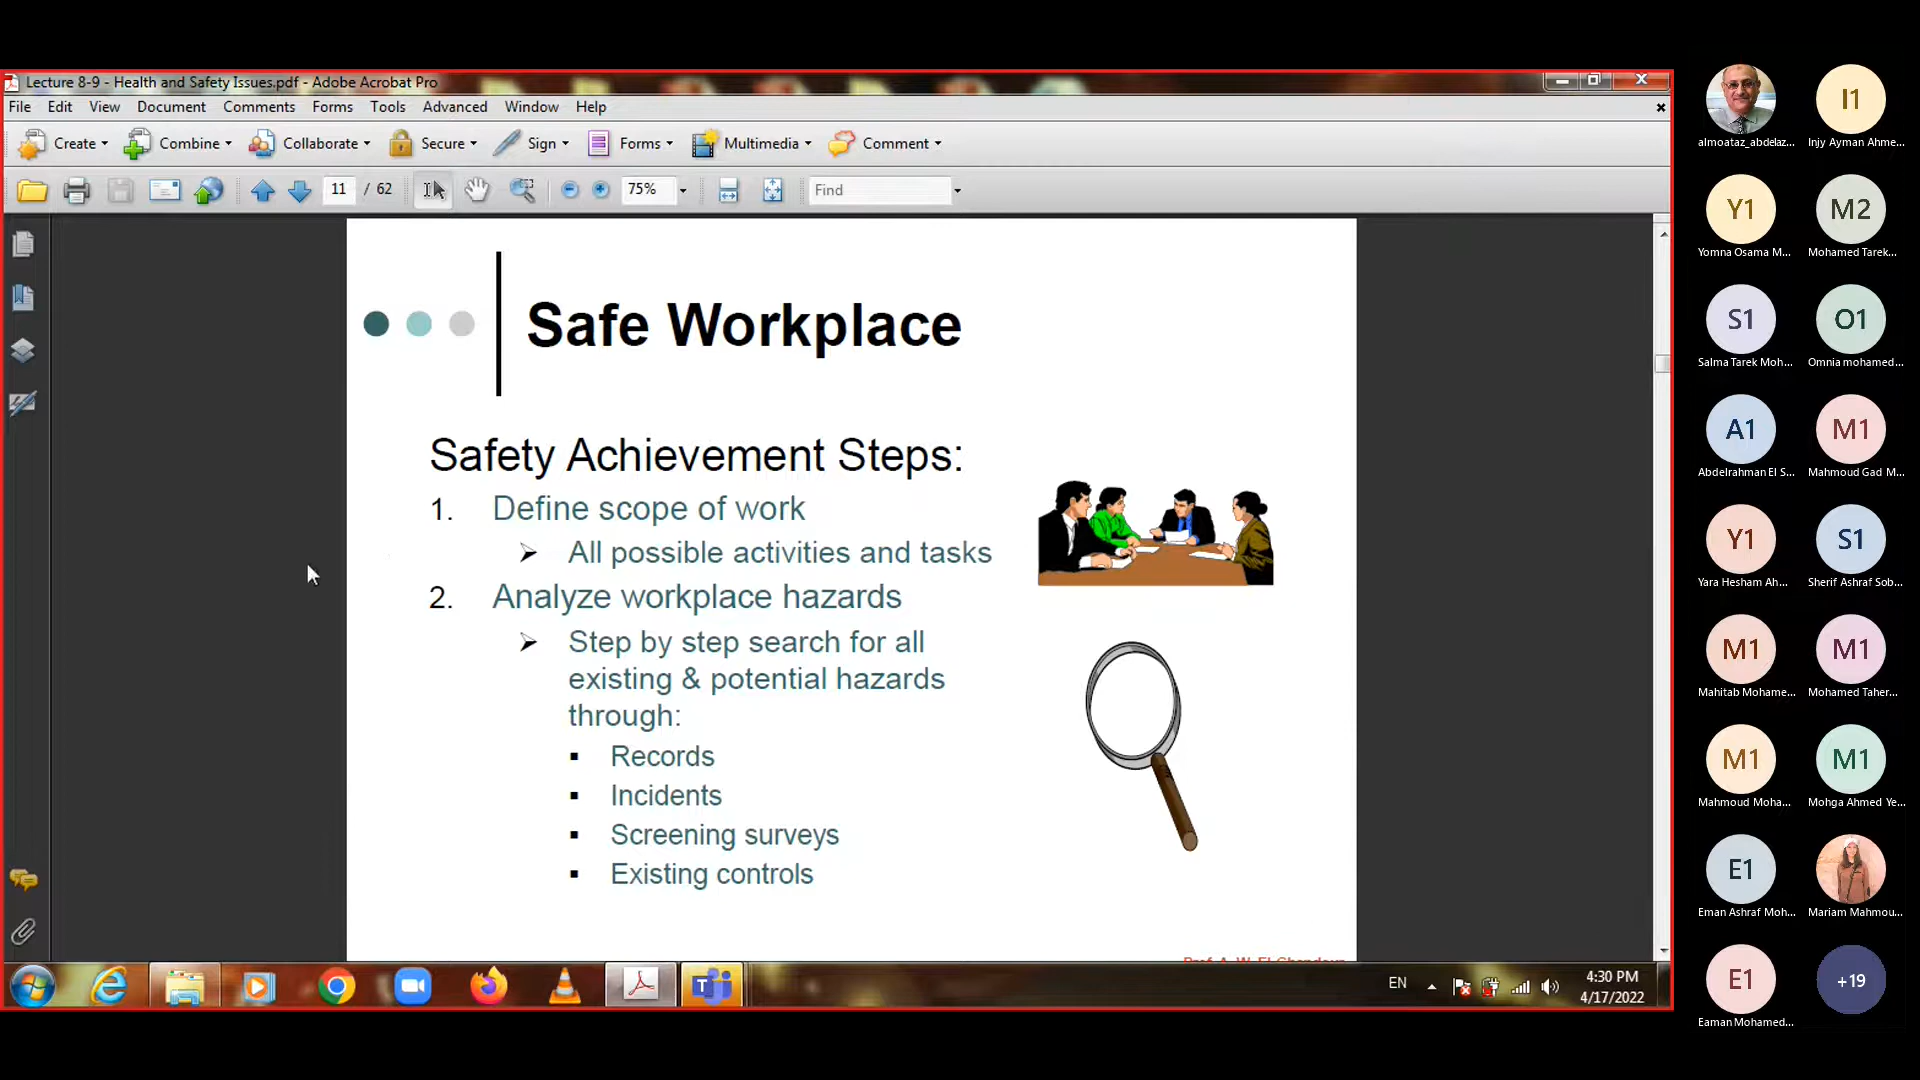 Lecture 8-9 - Health and Safety Issues.pdf - Adobe Acrobat Pro
File Edit View Document Comments Forms Tools Advanced Window Help
Create Combine Collaborate Secure Sign Forms Multimedia Comment
11 / 62 75% Find
Safe Workplace
Safety Achievement Steps:
1. Define scope of work
➢ All possible activities and tasks
2. Analyze workplace hazards
➢ Step by step search for all
existing & potential hazards
through:
▪ Records
▪ Incidents
▪ Screening surveys
▪ Existing controls
EN
4:30 PM
4/17/2022
I1
almoataz_abdelaz... Injy Ayman Ahme...
Y1 M2
Yomna Osama M... Mohamed Tarek...
S1 O1
Salma Tarek Moh... Omnia mohamed...
A1 M1
Abdelrahman El S... Mahmoud Gad M...
Y1 S1
Yara Hesham Ah... Sherif Ashraf Sob...
M1 M1
Mahitab Mohame... Mohamed Taher...
M1 M1
Mahmoud Moha... Mohga Ahmed Ye...
E1
Eman Ashraf Moh... Mariam Mahmou...
E1 +19
Eaman Mohamed...